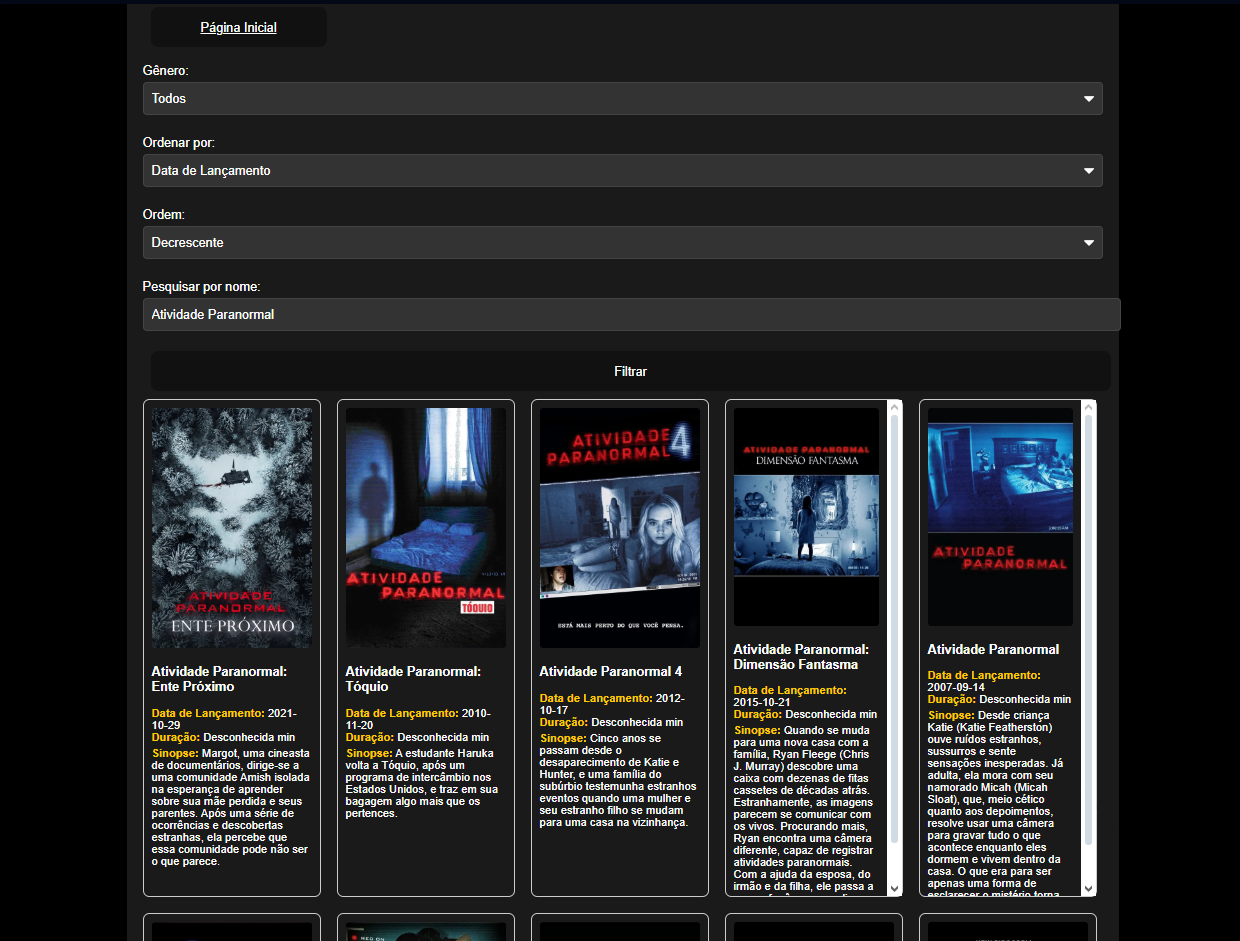 Página Inicial
Gênero:
Todos
Ordenar por:
Data de Lançamento
Ordem:
Decrescente
Pesquisar por nome:
Atividade Paranormal
Filtrar
ATIVIDADE
PARANORMAL
ENTE PRÓXIMO
Atividade Paranormal:
Ente Próximo
Data de Lançamento: 2021-
10-29
Duração: Desconhecida min
Sinopse: Margot, uma cineasta
de documentários, dirige-se a
uma comunidade Amish isolada
na esperança de aprender
sobre sua mãe perdida e seus
parentes. Após uma série de
ocorrências e descobertas
estranhas, ela percebe que
essa comunidade pode não ser
o que parece.
ATIVIDADE
PARANORMAL
TÓQUIO
Atividade Paranormal:
Tóquio
Data de Lançamento: 2010-
11-20
Duração: Desconhecida min
Sinopse: A estudante Haruka
volta a Tóquio, após um
programa de intercâmbio nos
Estados Unidos, e traz em sua
bagagem algo mais que os
pertences.
ATIVIDADE
PARANORMAL 4
ESTÁ MAIS PERTO DO QUE VOCÊ PENSA.
Atividade Paranormal 4
Data de Lançamento: 2012-
10-17
Duração: Desconhecida min
Sinopse: Cinco anos se
passam desde o
desaparecimento de Katie e
Hunter, e uma família do
subúrbio testemunha estranhos
eventos quando uma mulher e
seu estranho filho se mudam
para uma casa na vizinhança.
ATIVIDADE PARANORMAL
DIMENSÃO FANTASMA
Atividade Paranormal:
Dimensão Fantasma
Data de Lançamento:
2015-10-21
Duração: Desconhecida min
Sinopse: Quando se muda
para uma nova casa com a
família, Ryan Fleege (Chris
J. Murray) descobre uma
caixa com dezenas de fitas
cassetes de décadas atrás.
Estranhamente, as imagens
parecem se comunicar com
os vivos. Procurando mais,
Ryan encontra uma câmera
diferente, capaz de registrar
atividades paranormais.
Com a ajuda da esposa, do
irmão e da filha, ele passa a
ATIVIDADE
PARANORMAL
Atividade Paranormal
Data de Lançamento:
2007-09-14
Duração: Desconhecida min
Sinopse: Desde criança
Katie (Katie Featherston)
ouve ruídos estranhos,
sussurros e sente
sensações inesperadas. Já
adulta, ela mora com seu
namorado Micah (Micah
Sloat), que, meio cético
quanto aos depoimentos,
resolve usar uma câmera
para gravar tudo o que
acontece enquanto eles
dormem e vivem dentro da
casa. O que era para ser
apenas uma forma de
esclarecer o mistério torna